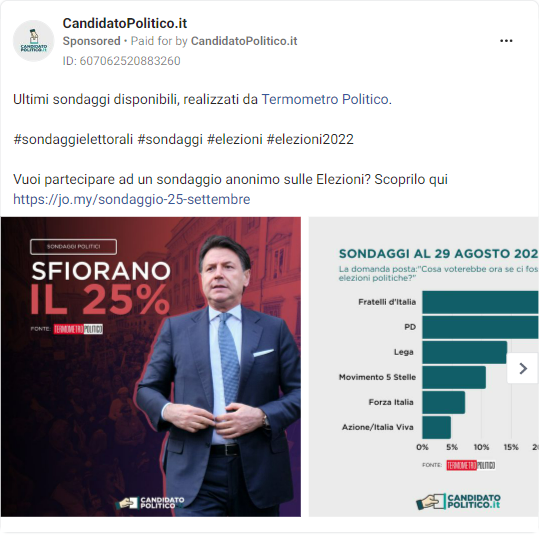 CandidatoPolitico.it
Sponsored • Paid for by CandidatoPolitico.it
ID: 607062520883260
Ultimi sondaggi disponibili, realizzati da Termometro Politico.
#sondaggielettorali #sondaggi #elezioni #elezioni2022
Vuoi partecipare ad un sondaggio anonimo sulle Elezioni? Scoprilo qui
https://jo.my/sondaggio-25-settembre
SONDAGGI POLITICI
SFIORANO
IL 25%
FONTE: TERMOMETRO POLITICO
CANDIDATO
POLITICO.it
SONDAGGI AL 29 AGOSTO 202
La domanda posta:"Cosa voterebbe ora se ci fos
elezioni politiche?"
Fratelli d'Italia
PD
Lega
Movimento 5 Stelle
Forza Italia
Azione/Italia Viva
0% 5% 10% 15% 20
FONTE: TERMOMETRO POLITICO
CANDIDATO
POLITICO.it